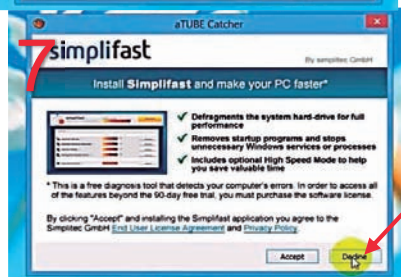 aTUBE Catcher
7
simplifast
By simplitec GmbH
Install Simplifast and make your PC faster*
✓ Defragments the system hard-drive for full
performance
✓ Removes startup programs and stops
unnecessary Windows services or processes
✓ Includes optional High Speed Mode to help
you save valuable time
* This is a free diagnosis tool that detects your computer's errors. In order to access all
of the features beyond the 90-day free trial, you must purchase the software license.
By clicking "Accept" and installing the Simplifast application you agree to the
Simplitec GmbH End User License Agreement and Privacy Policy.
Accept Decline